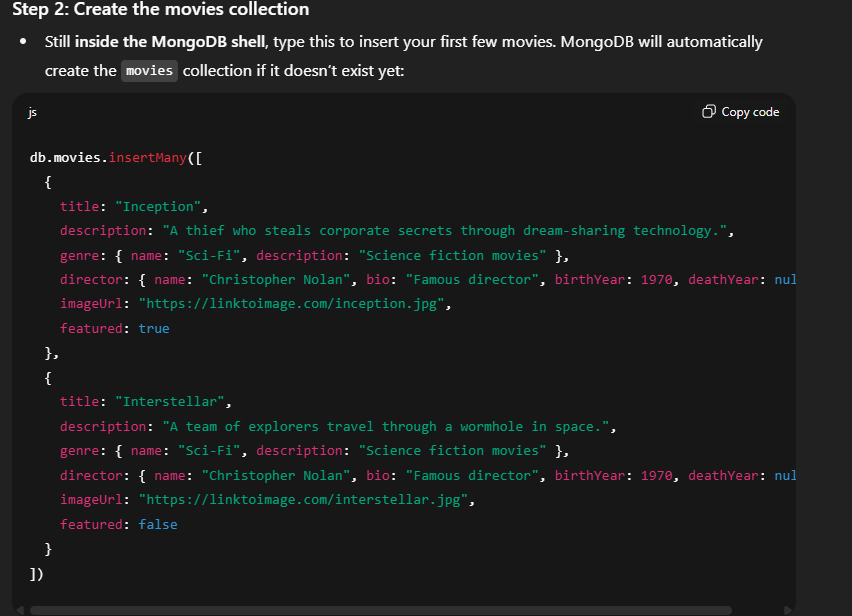 Step 2: Create the movies collection
• Still inside the MongoDB shell, type this to insert your first few movies. MongoDB will automatically
create the movies collection if it doesn't exist yet:
js
Copy code
db.movies.insertMany([
  {
    title: "Inception",
    description: "A thief who steals corporate secrets through dream-sharing technology.",
    genre: { name: "Sci-Fi", description: "Science fiction movies" },
    director: { name: "Christopher Nolan", bio: "Famous director", birthYear: 1970, deathYear: nul
    imageUrl: "https://linktoimage.com/inception.jpg",
    featured: true
  },
  {
    title: "Interstellar",
    description: "A team of explorers travel through a wormhole in space.",
    genre: { name: "Sci-Fi", description: "Science fiction movies" },
    director: { name: "Christopher Nolan", bio: "Famous director", birthYear: 1970, deathYear: nul
    imageUrl: "https://linktoimage.com/interstellar.jpg",
    featured: false
  }
])